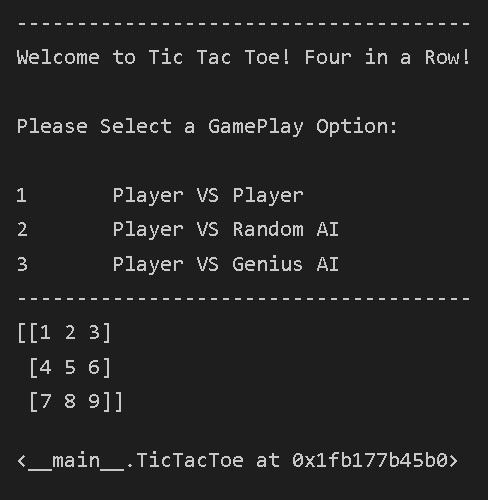 --------------------------------------
Welcome to Tic Tac Toe! Four in a Row!
Please Select a GamePlay Option:
1       Player VS Player
2       Player VS Random AI
3       Player VS Genius AI
--------------------------------------
[[1 2 3]
 [4 5 6]
 [7 8 9]]
<__main__.TicTacToe at 0x1fb177b45b0>